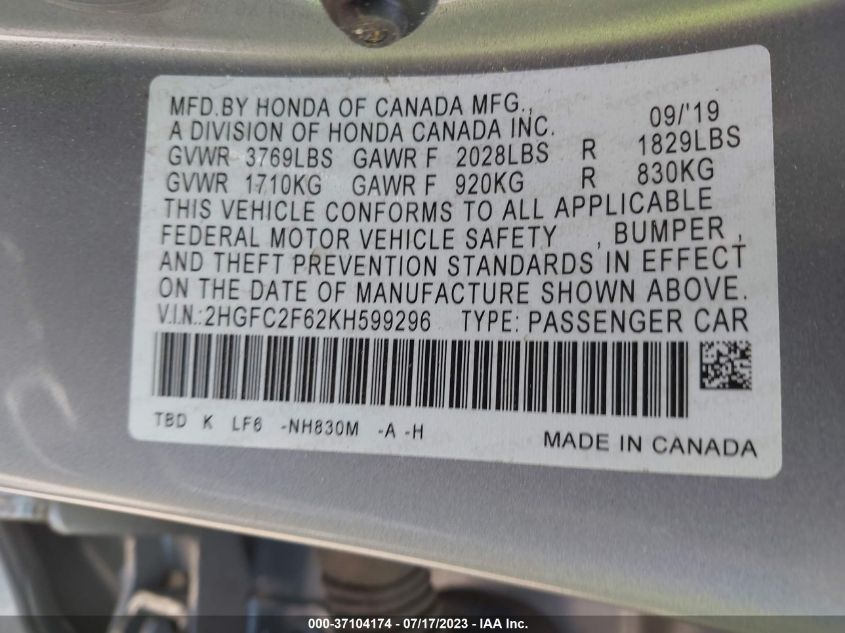 MFD.BY HONDA OF CANADA MFG.,
A DIVISION OF HONDA CANADA INC. 09/'19
GVWR 3769LBS GAWR F 2028LBS R 1829LBS
GVWR 1710KG GAWR F 920KG R 830KG
THIS VEHICLE CONFORMS TO ALL APPLICABLE
FEDERAL MOTOR VEHICLE SAFETY , BUMPER ,
AND THEFT PREVENTION STANDARDS IN EFFECT
ON THE DATE OF MANUFACTURE SHOWN ABOVE.
V.I.N.:2HGFC2F62KH599296 TYPE: PASSENGER CAR
TBD K LF6 -NH830M -A -H
MADE IN CANADA
000-37104174 - 07/17/2023 - IAA Inc.